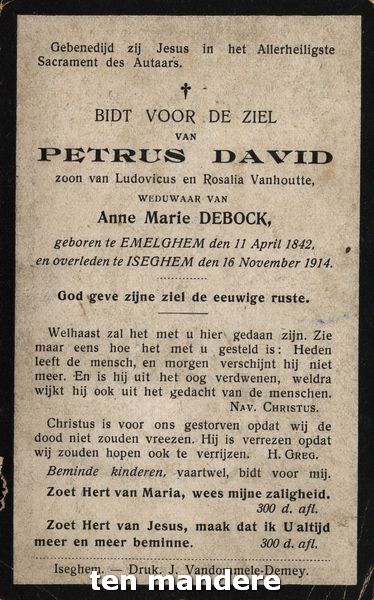 Gebenedijd zij Jesus in het Allerheiligste
Sacrament des Autaars.
BIDT VOOR DE ZIEL
VAN
PETRUS DAVID
zoon van Ludovicus en Rosalia Vanhoutte,
WEDUWAAR VAN
Anne Marie DEBOCK,
geboren te EMELGHEM den 11 April 1842,
en overleden te ISEGHEM den 16 November 1914.
God geve zijne ziel de eeuwige ruste.
Welhaast zal het met u hier gedaan zijn. Zie
maar eens hoe het met u gesteld is: Heden
leeft de mensch, en morgen verschijnt hij niet
meer. En is hij uit het oog verdwenen, weldra
wijkt hij ook uit het gedacht van de menschen.
NAV. CHRISTUS.
Christus is voor ons gestorven opdat wij de
dood niet zouden vreezen. Hij is verrezen opdat
wij zouden hopen ook te verrijzen. H. GREG.
Beminde kinderen, vaartwel, bidt voor mij.
Zoet Hert van Maria, wees mijne zaligheid.
300 d. afl.
Zoet Hert van Jesus, maak dat ik U altijd
meer en meer beminne. 300 d. afl.
Iseghem. — Druk. J. Vandommele-Demey.
ten mandere